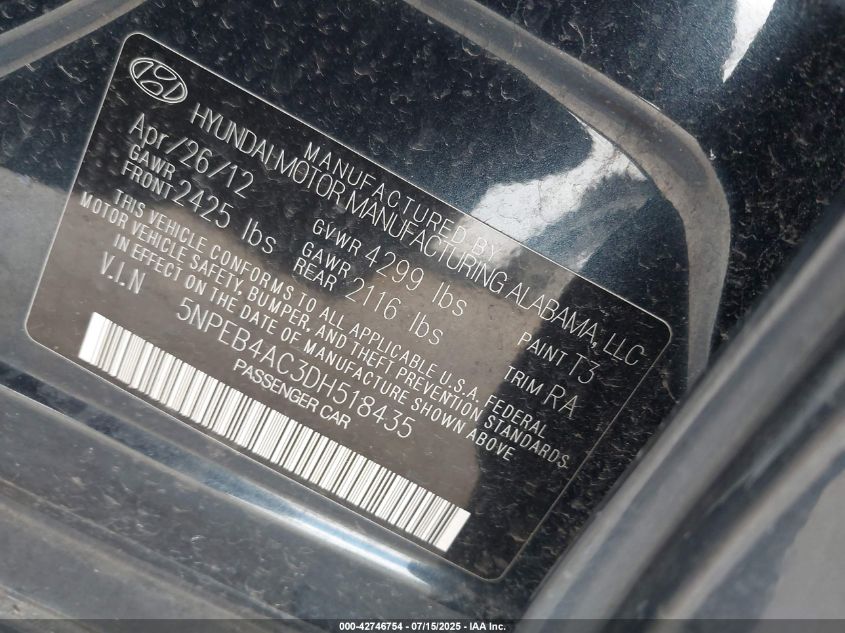 MANUFACTURED BY
HYUNDAI-MOTOR MANUFACTURING ALABAMA, LLC
Apr/26/12 GVWR 4299 lbs PAINT T3
GAWR FRONT 2425 lbs GAWR REAR 2116 lbs TRIM RA
THIS VEHICLE CONFORMS TO ALL APPLICABLE U.S.A. FEDERAL
MOTOR VEHICLE SAFETY, BUMPER, AND THEFT PREVENTION STANDARDS
IN EFFECT ON THE DATE OF MANUFACTURE SHOWN ABOVE
V.I.N 5NPEB4AC3DH518435
PASSENGER CAR
000-42746754 - 07/15/2025 - IAA Inc.